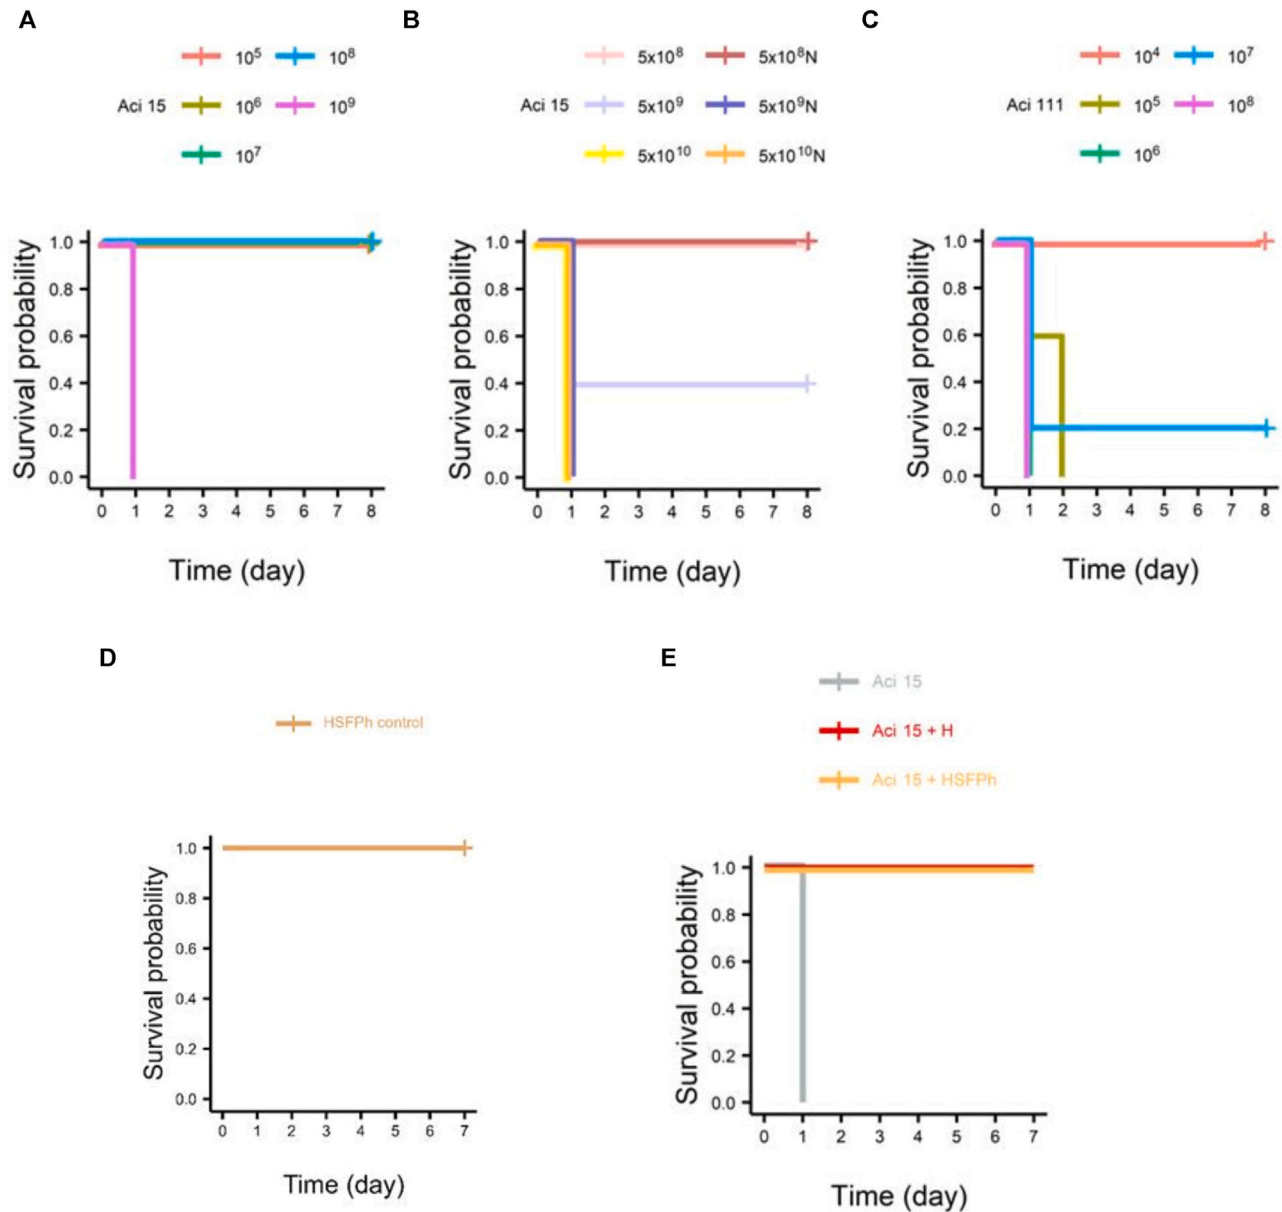 A
B
C
10⁵ 10⁸
Aci 15 10⁶ 10⁹
10⁷
5x10⁸ 5x10⁸N
Aci 15 5x10⁹ 5x10⁹N
5x10¹⁰ 5x10¹⁰N
10⁴ 10⁷
Aci 111 10⁵ 10⁸
10⁶
Survival probability
1.0
0.8
0.6
0.4
0.2
0.0
0 1 2 3 4 5 6 7 8
Time (day)
Survival probability
1.0
0.8
0.6
0.4
0.2
0.0
0 1 2 3 4 5 6 7 8
Time (day)
Survival probability
1.0
0.8
0.6
0.4
0.2
0.0
0 1 2 3 4 5 6 7 8
Time (day)
D
HSFPh control
Survival probability
1.0
0.8
0.6
0.4
0.2
0.0
0 1 2 3 4 5 6 7
Time (day)
E
Aci 15
Aci 15 + H
Aci 15 + HSFPh
Survival probability
1.0
0.8
0.6
0.4
0.2
0.0
0 1 2 3 4 5 6 7
Time (day)